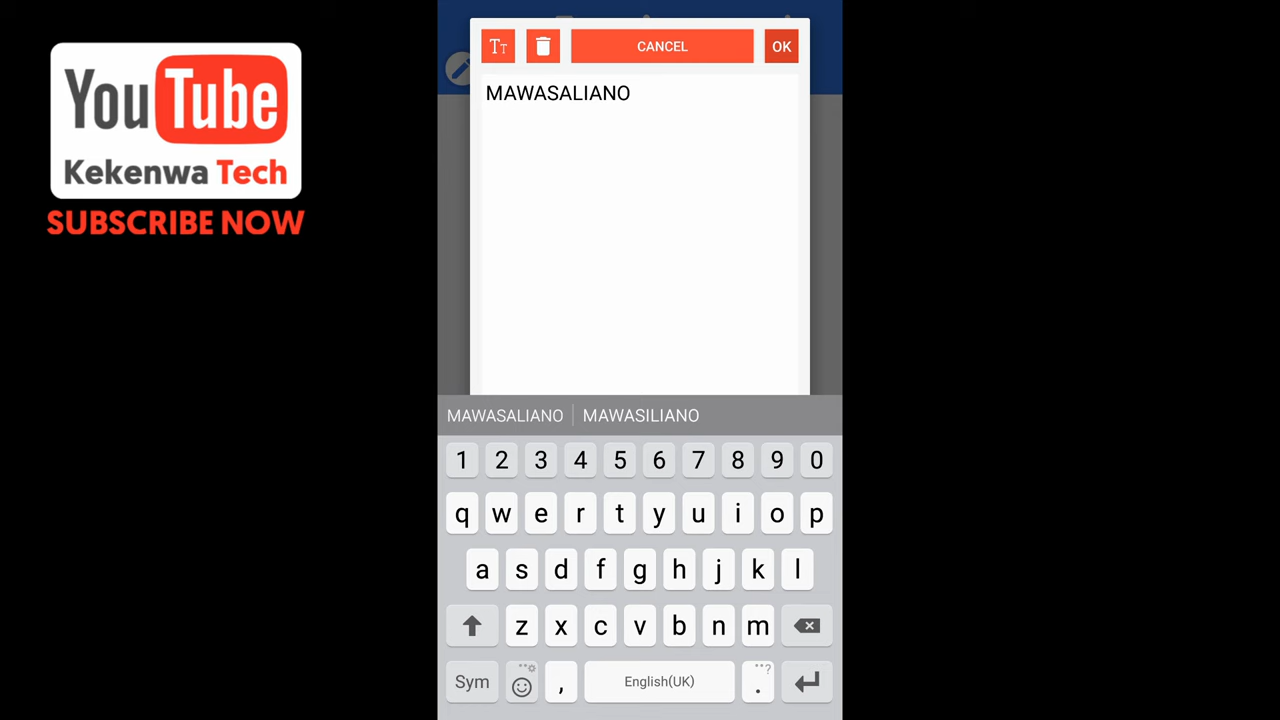 YouTube
Kekenwa Tech
SUBSCRIBE NOW
TT CANCEL OK
MAWASALIANO
MAWASALIANO MAWASILIANO
1 2 3 4 5 6 7 8 9 0
q w e r t y u i o p
a s d f g h j k l
z x c v b n m
Sym , English(UK) . ?